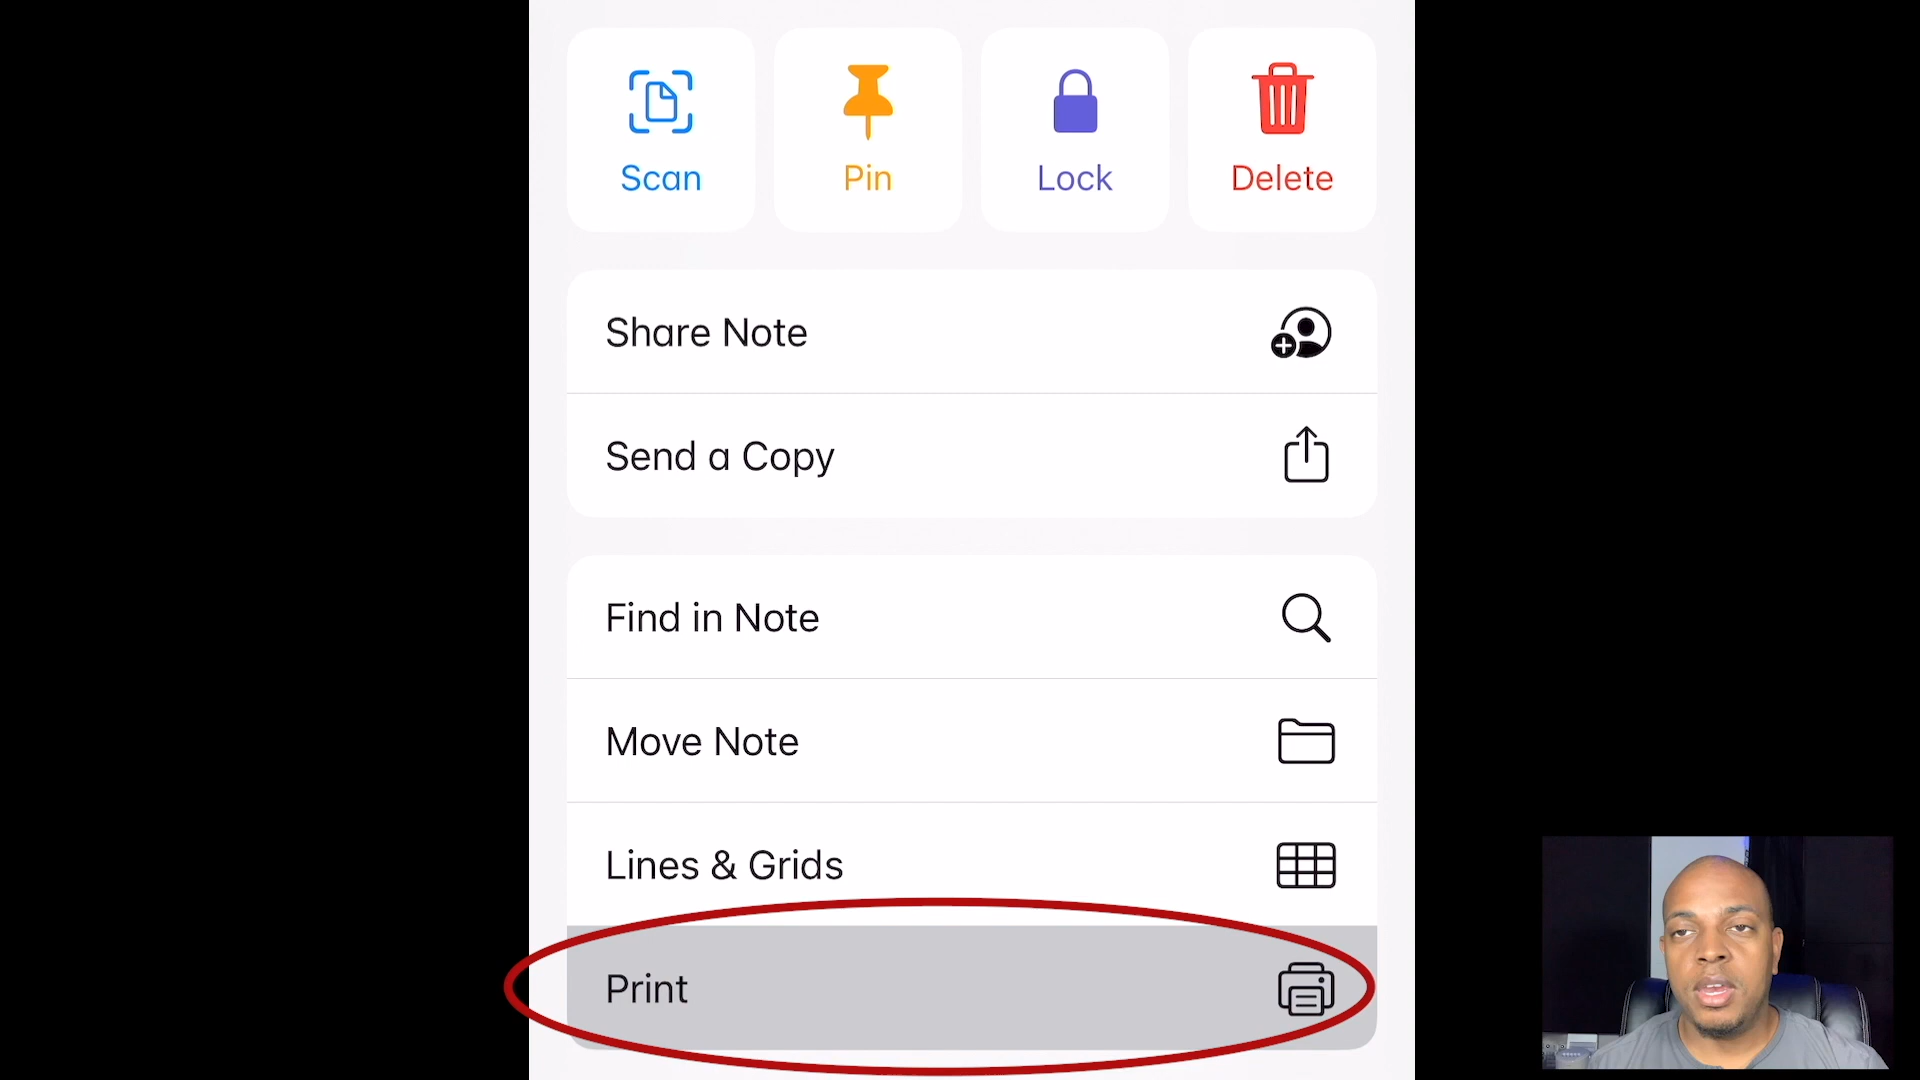 Scan
Pin
Lock
Delete
Share Note
Send a Copy
Find in Note
Move Note
Lines & Grids
Print